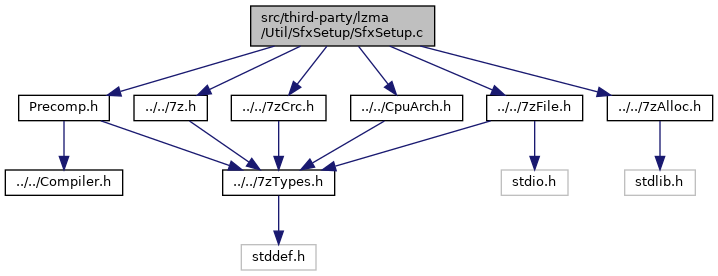 src/third-party/lzma
/Util/SfxSetup/SfxSetup.c
Precomp.h
../../7z.h
../../7zCrc.h
../../CpuArch.h
../../7zFile.h
../../7zAlloc.h
../../Compiler.h
../../7zTypes.h
stdio.h
stdlib.h
stddef.h